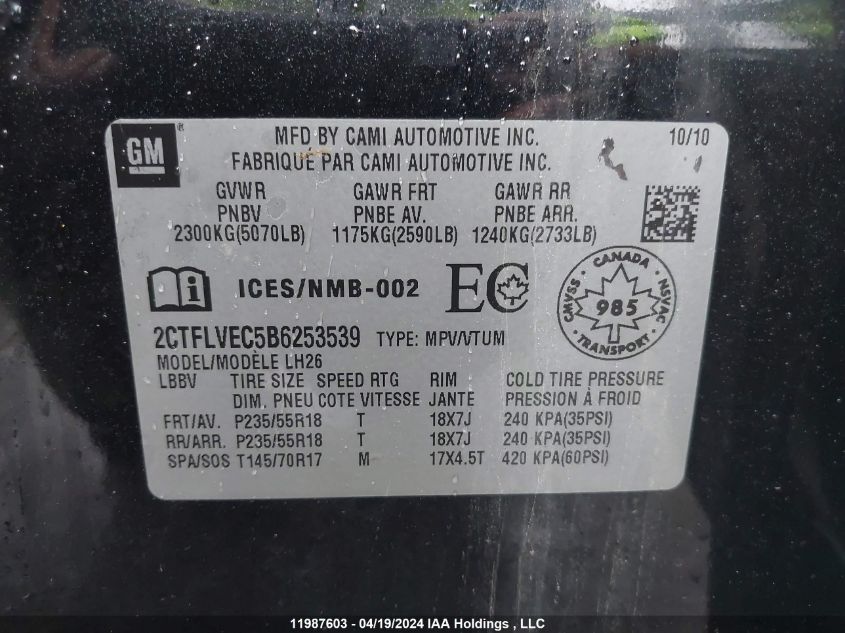 GM
®
MFD BY CAMI AUTOMOTIVE INC.
10/10
FABRIQUÉ PAR CAMI AUTOMOTIVE INC.
GVWR GAWR FRT GAWR RR
PNBV PNBE AV. PNBE ARR.
2300KG(5070LB) 1175KG(2590LB) 1240KG(2733LB)
ICES/NMB-002 EC
CANADA
CMVSS 985 NSVAC
TRANSPORT
2CTFLVEC5B6253539 TYPE: MPV/VTUM
MODEL/MODÈLE LH26
LBBV TIRE SIZE SPEED RTG RIM COLD TIRE PRESSURE
DIM. PNEU COTE VITESSE JANTE PRESSION À FROID
FRT/AV. P235/55R18 T 18X7J 240 KPA(35PSI)
RR/ARR. P235/55R18 T 18X7J 240 KPA(35PSI)
SPA/SOS T145/70R17 M 17X4.5T 420 KPA(60PSI)
11987603 - 04/19/2024 IAA Holdings , LLC